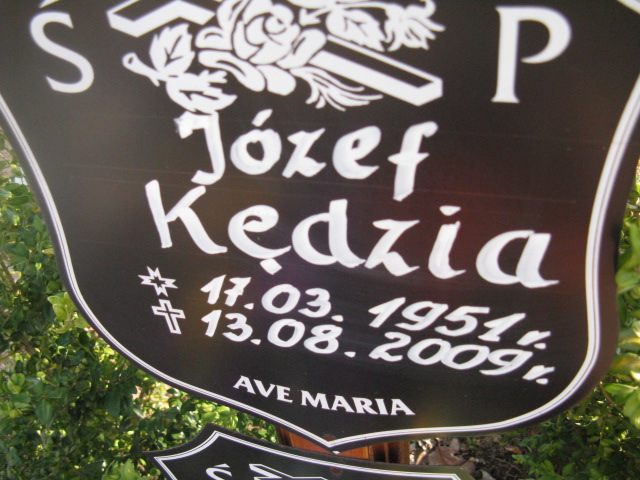 Ś P
Józef
Kędzia
17.03.1951r.
13.08.2009r.
AVE MARIA
Ś